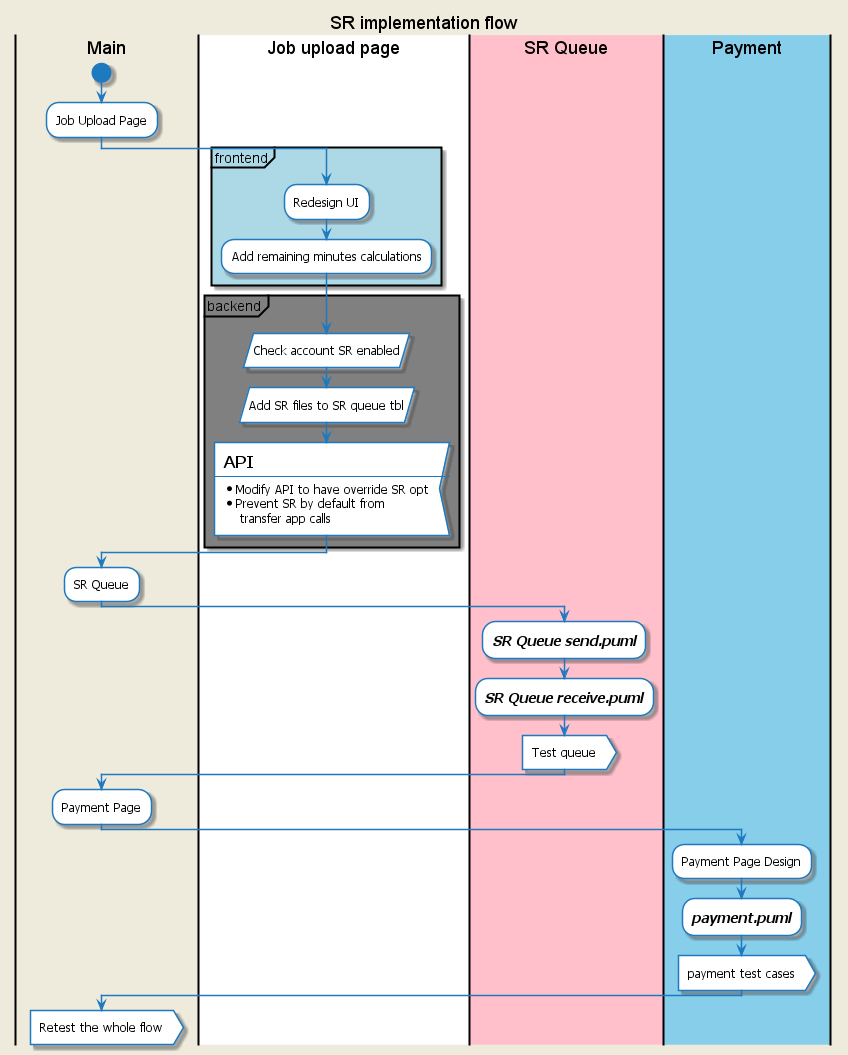 SR implementation flow
Main
Job upload page
SR Queue
Payment
Job Upload Page
frontend
Redesign UI
Add remaining minutes calculations
backend
Check account SR enabled
Add SR files to SR queue tbl
API
• Modify API to have override SR opt
• Prevent SR by default from
transfer app calls
SR Queue
SR Queue send.puml
SR Queue receive.puml
Test queue
Payment Page
Payment Page Design
payment.puml
payment test cases
Retest the whole flow